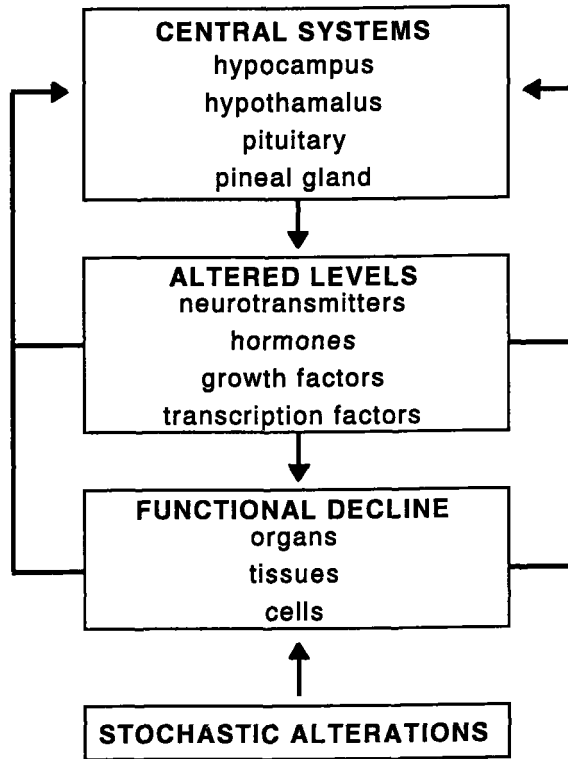 CENTRAL SYSTEMS
hypocampus
hypothamalus
pituitary
pineal gland
ALTERED LEVELS
neurotransmitters
hormones
growth factors
transcription factors
FUNCTIONAL DECLINE
organs
tissues
cells
STOCHASTIC ALTERATIONS